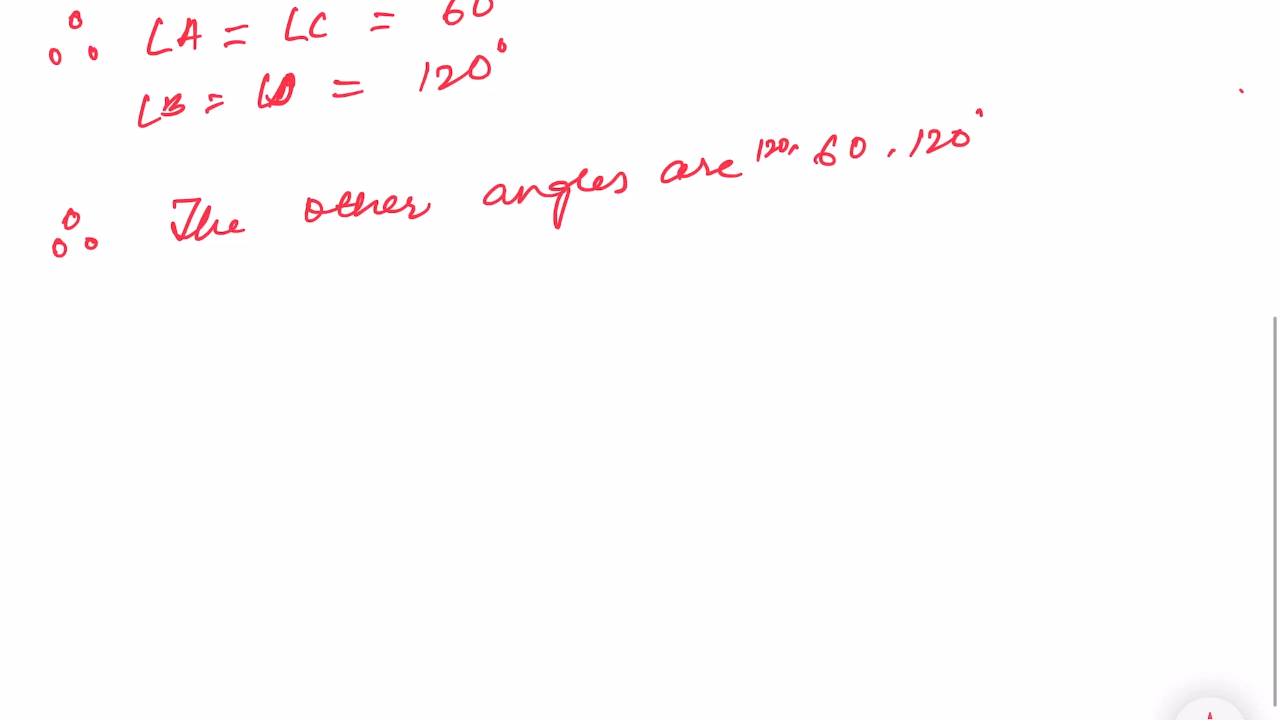 ∴ ∠A = ∠C = 60
∠B = ∠D = 120°
∴ The other angles are 120, 60, 120°